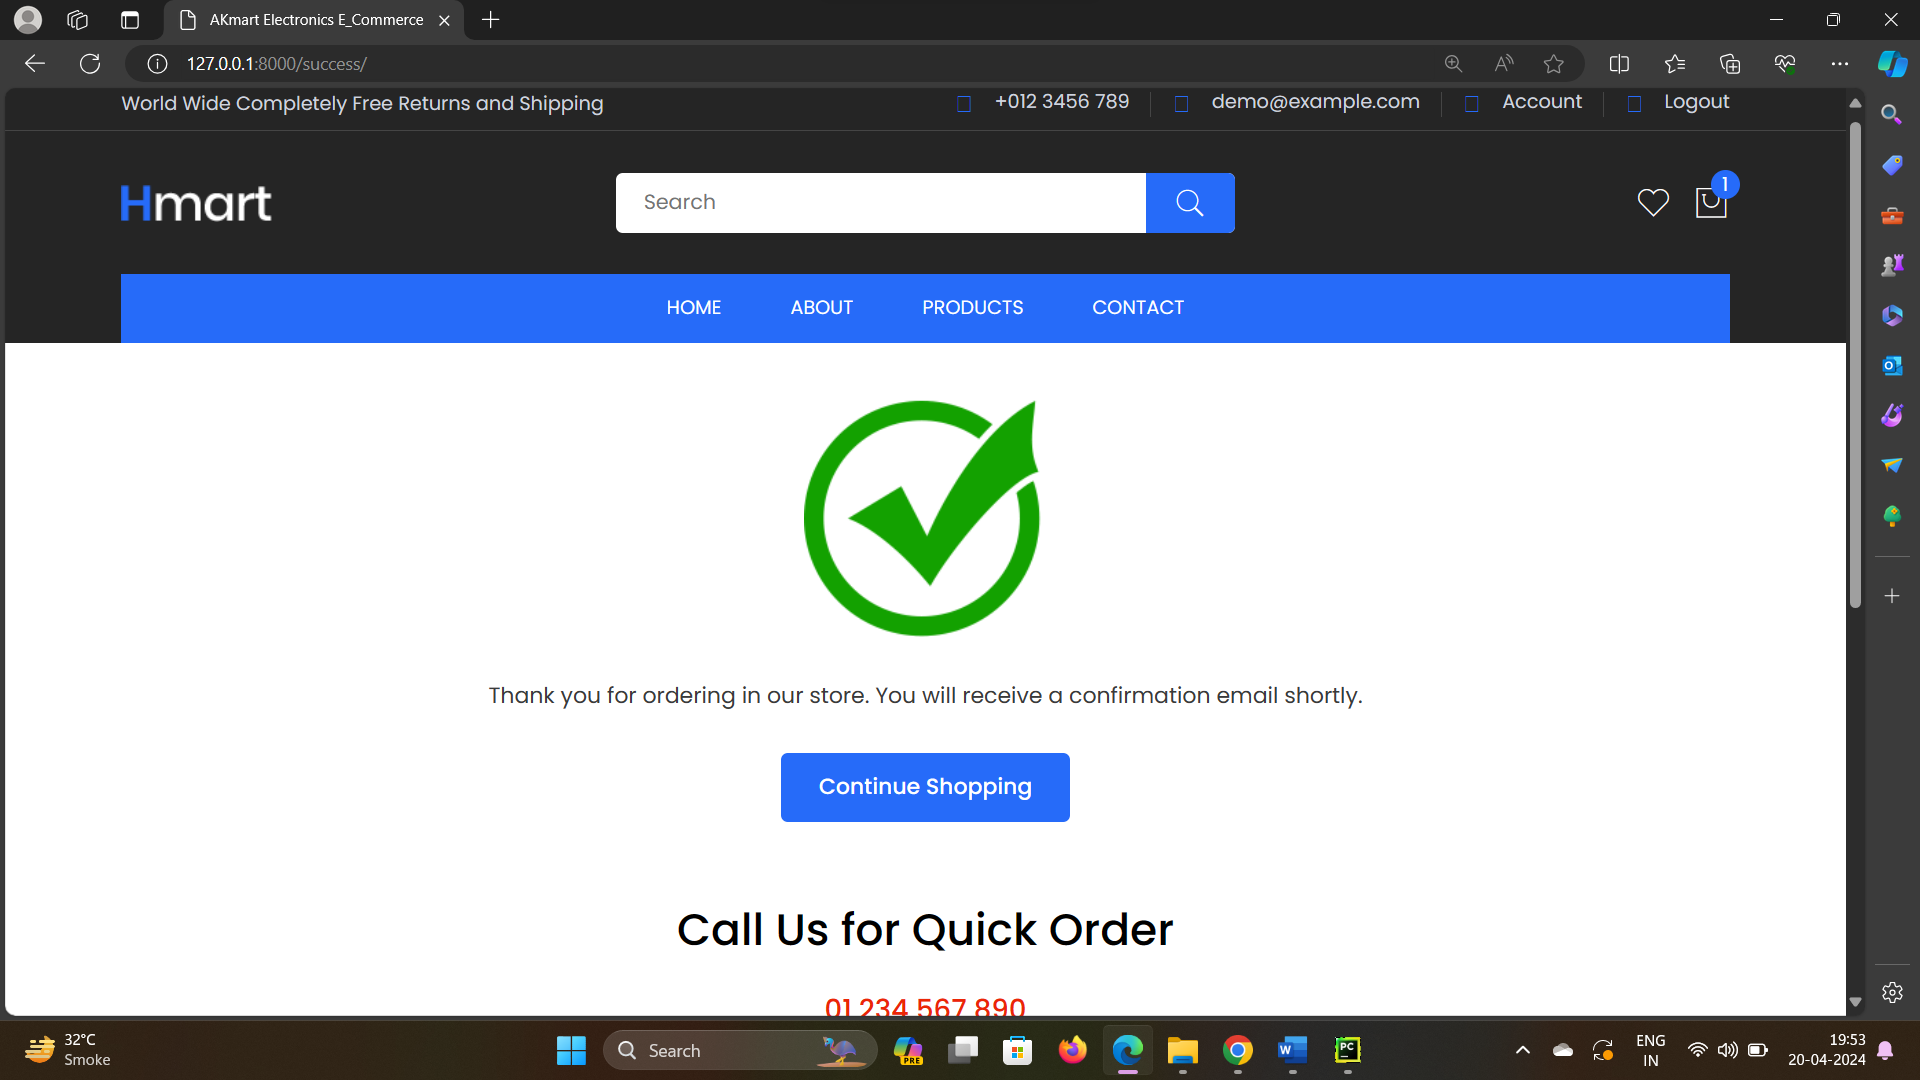 AKmart Electronics E_Commerce
127.0.0.1:8000/success/
World Wide Completely Free Returns and Shipping
+012 3456 789
demo@example.com
Account
Logout
Hmart
Search
1
HOME
ABOUT
PRODUCTS
CONTACT
Thank you for ordering in our store. You will receive a confirmation email shortly.
Continue Shopping
Call Us for Quick Order
01 234 567 890
32°C
Smoke
Search
PRE
W
PC
ENG
IN
19:53
20-04-2024